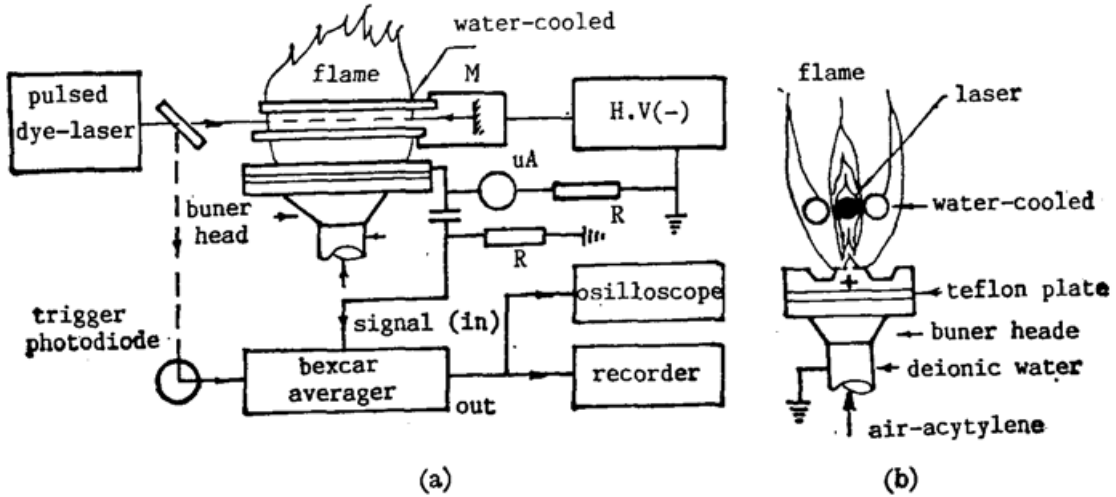 water-cooled
flame
M
pulsed
dye-laser
H.V(-)
uA
R
buner
head
R
trigger
photodiode
signal (in)
osilloscope
bexcar
averager
out
recorder
(a)
flame
laser
water-cooled
+
teflon plate
buner heade
deionic water
air-acytylene
(b)